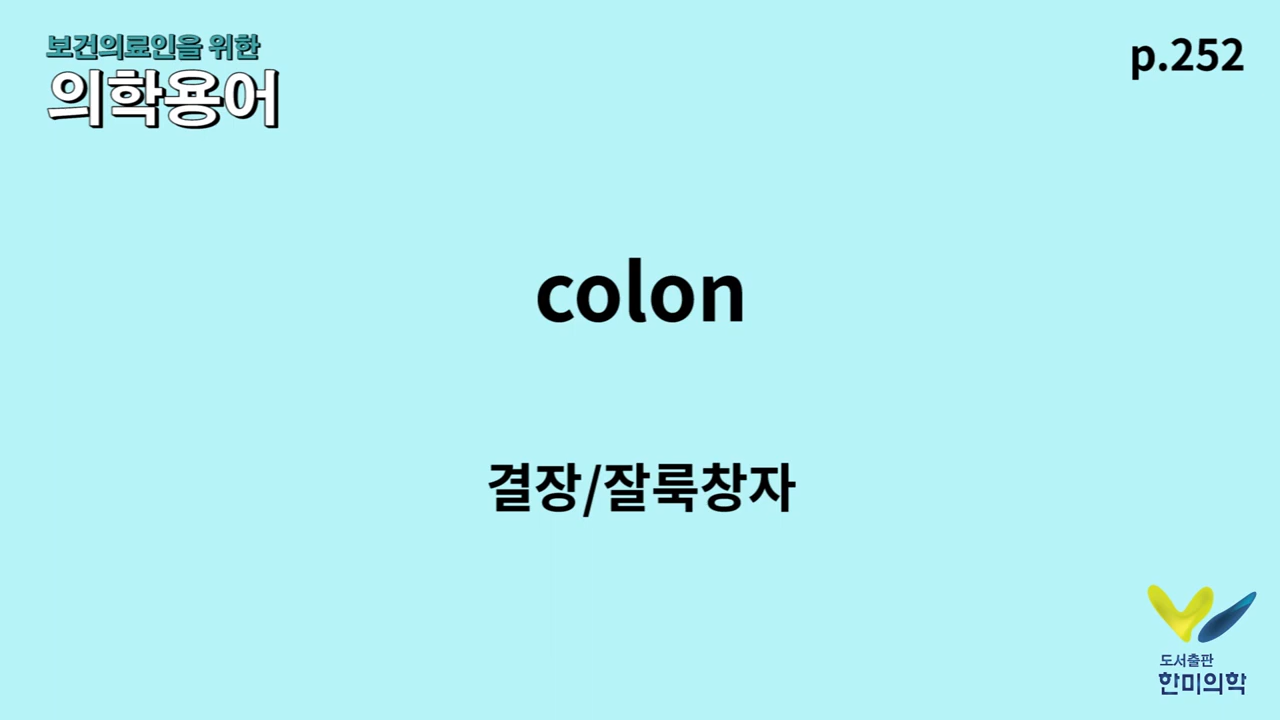 보건의료인을 위한
의학용어
p.252
colon
결장/잘룩창자
도서출판
한미의학